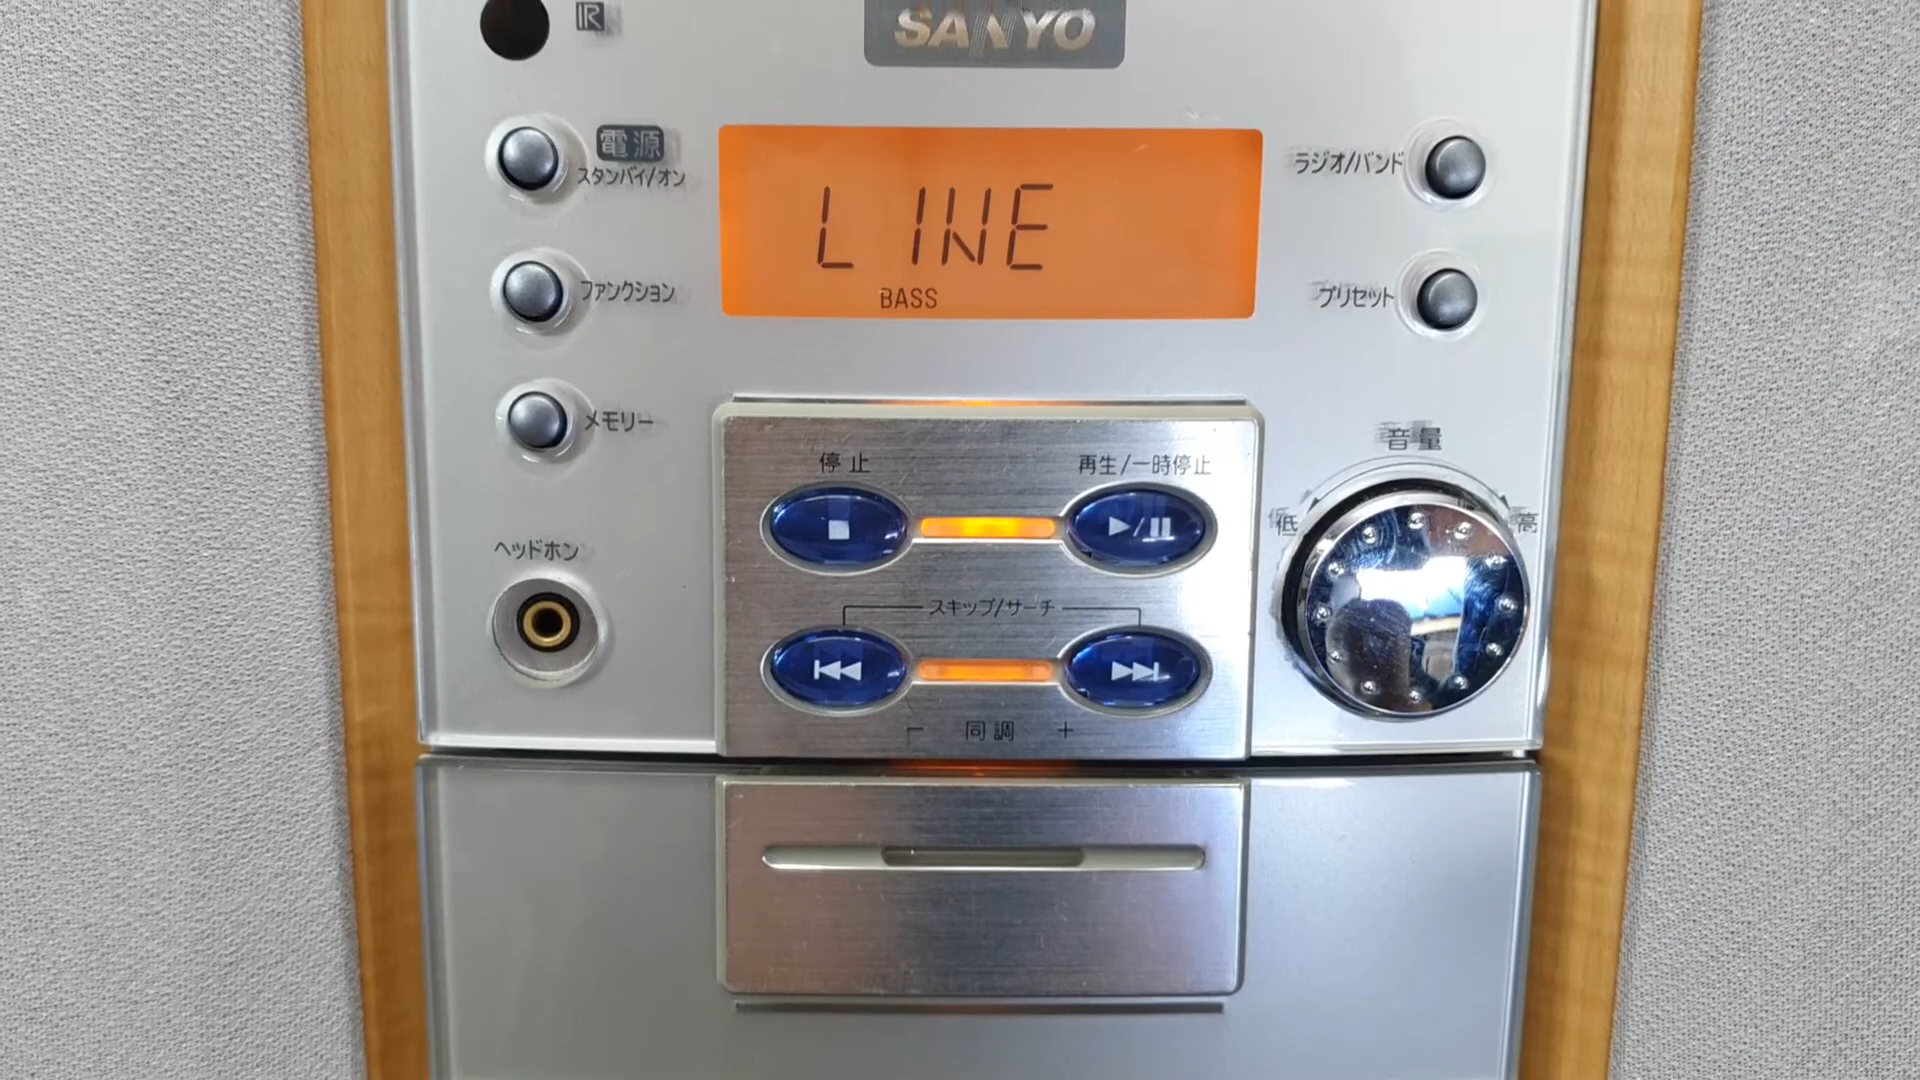 IR
SANYO
電源
スタンバイ/オン
ラジオ/バンド
LINE
BASS
ファンクション
プリセット
メモリー
音量
低
高
停止
再生/一時停止
ヘッドホン
スキップ/サーチ
− 同調 +